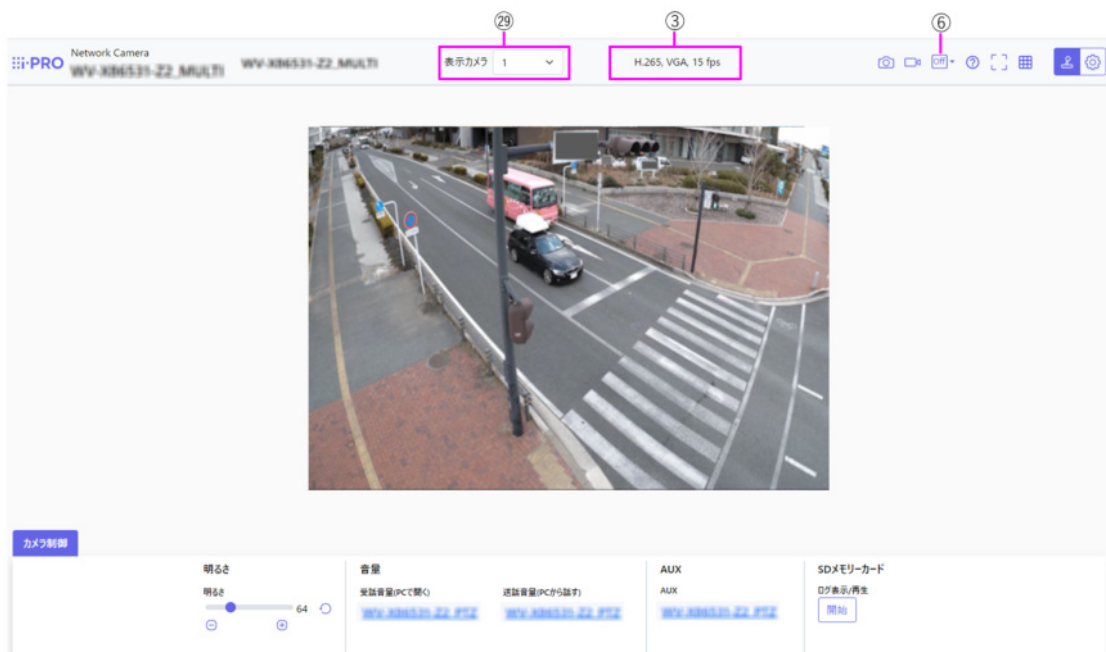 ㉙ ③ ⑥
i-PRO Network Camera
WV-X86531-Z2_MULTI WV-X86531-Z2_MULTI 表示カメラ 1 H.265, VGA, 15 fps Off
カメラ制御
明るさ 音量 AUX SDメモリーカード
明るさ 受話音量(PCで聞く) 送話音量(PCから話す) AUX ログ表示/再生
64 WV-X86531-Z2_PTZ WV-X86531-Z2_PTZ WV-X86531-Z2_PTZ 開始